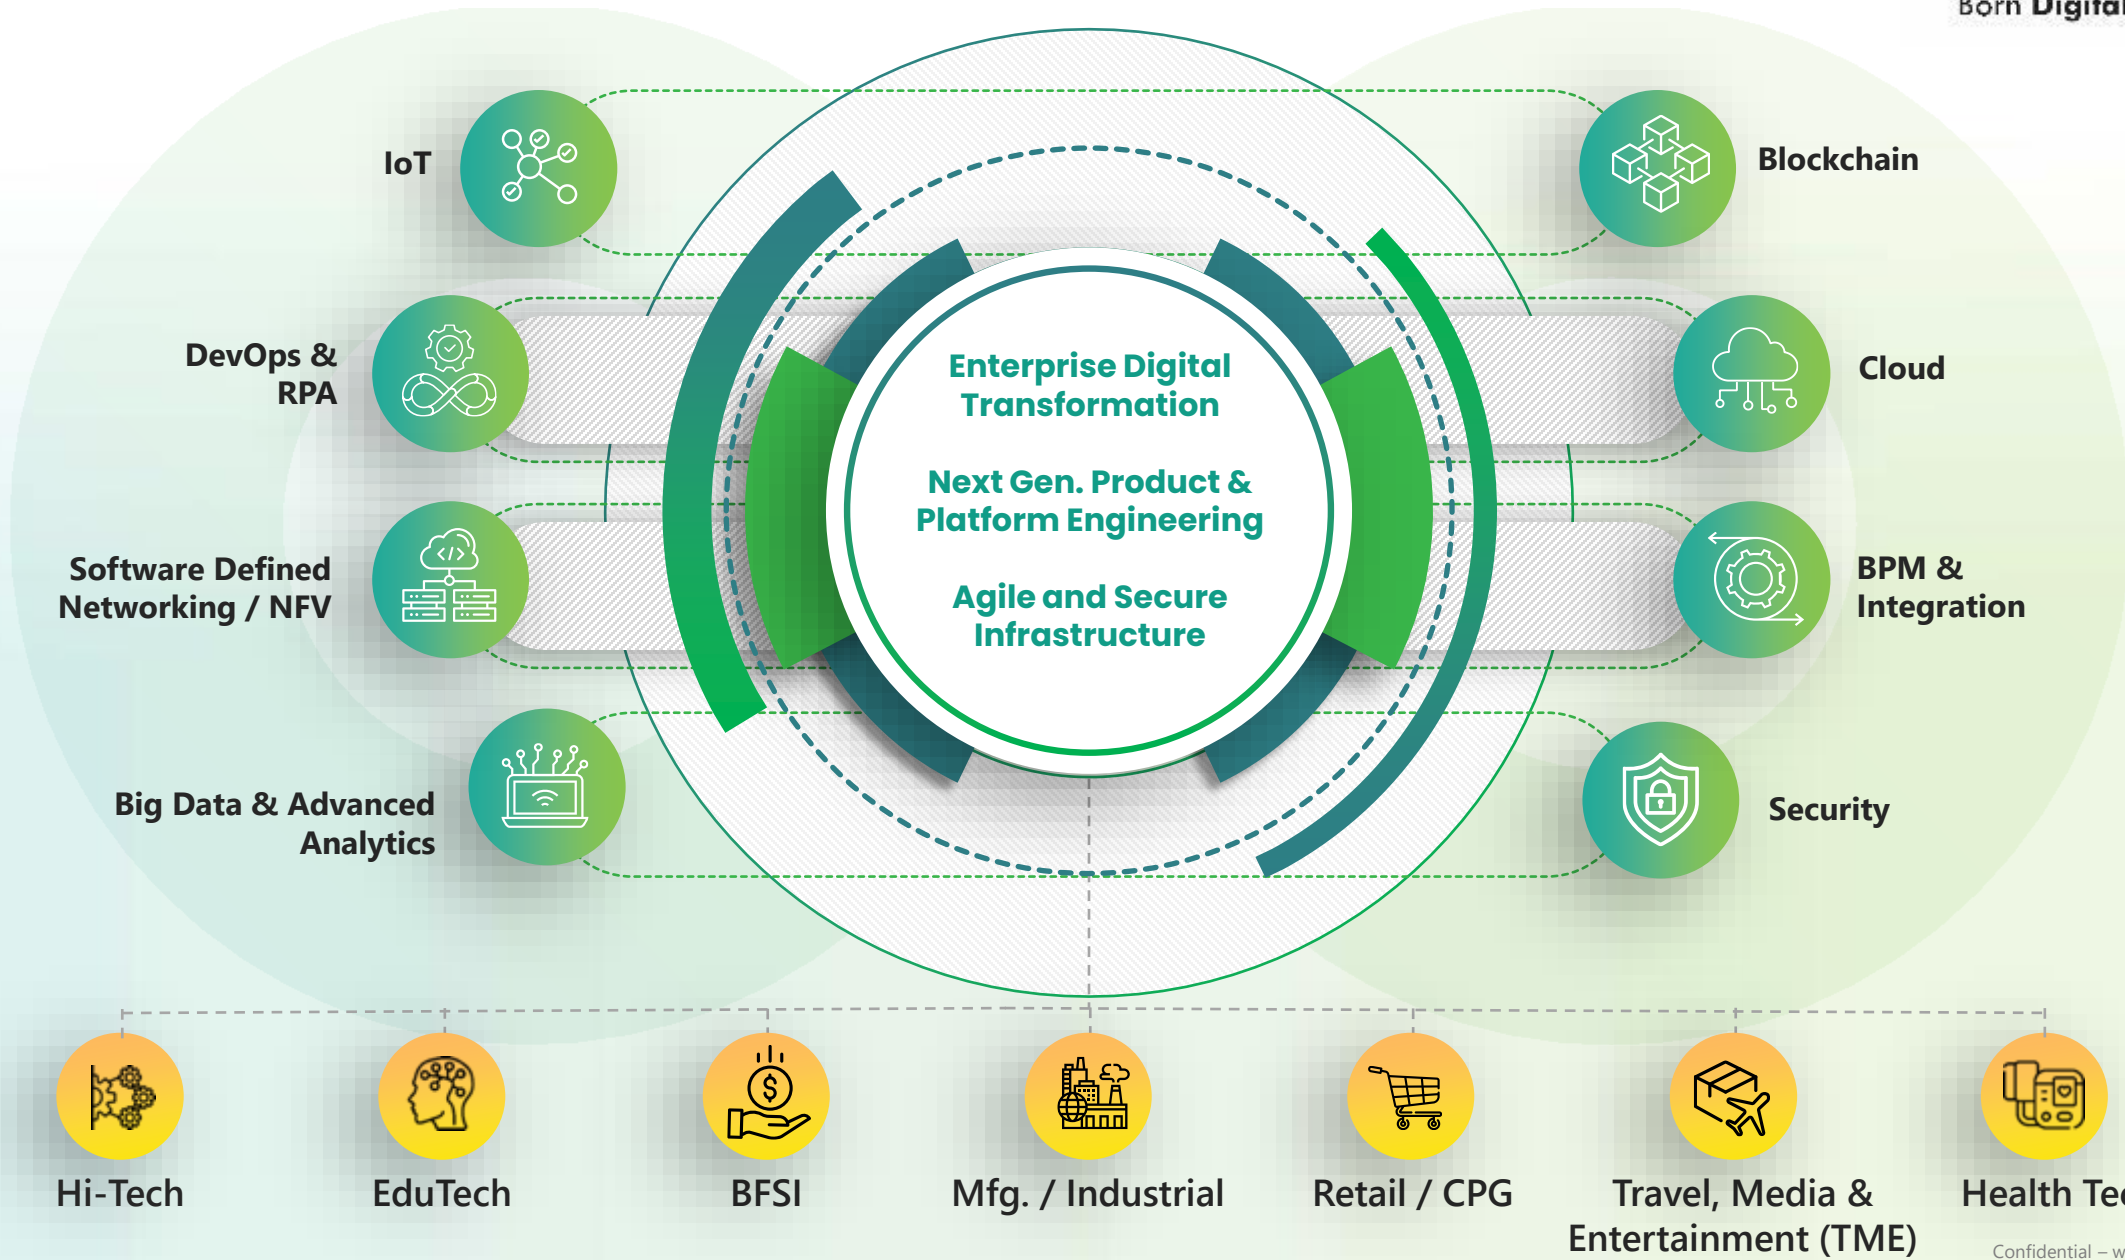 Born Digital
IoT
Blockchain
DevOps &
RPA
Cloud
Enterprise Digital
Transformation
Next Gen. Product &
Platform Engineering
Agile and Secure
Infrastructure
Software Defined
Networking / NFV
BPM &
Integration
Big Data & Advanced
Analytics
Security
Hi-Tech
EduTech
BFSI
Mfg. / Industrial
Retail / CPG
Travel, Media &
Entertainment (TME)
Health
Confidential –